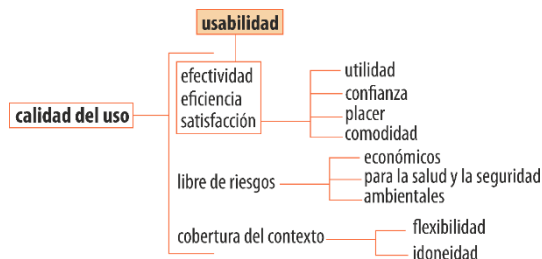 usabilidad
efectividad
eficiencia
satisfacción
utilidad
confianza
placer
comodidad
calidad del uso
libre de riesgos
económicos
para la salud y la seguridad
ambientales
cobertura del contexto
flexibilidad
idoneidad